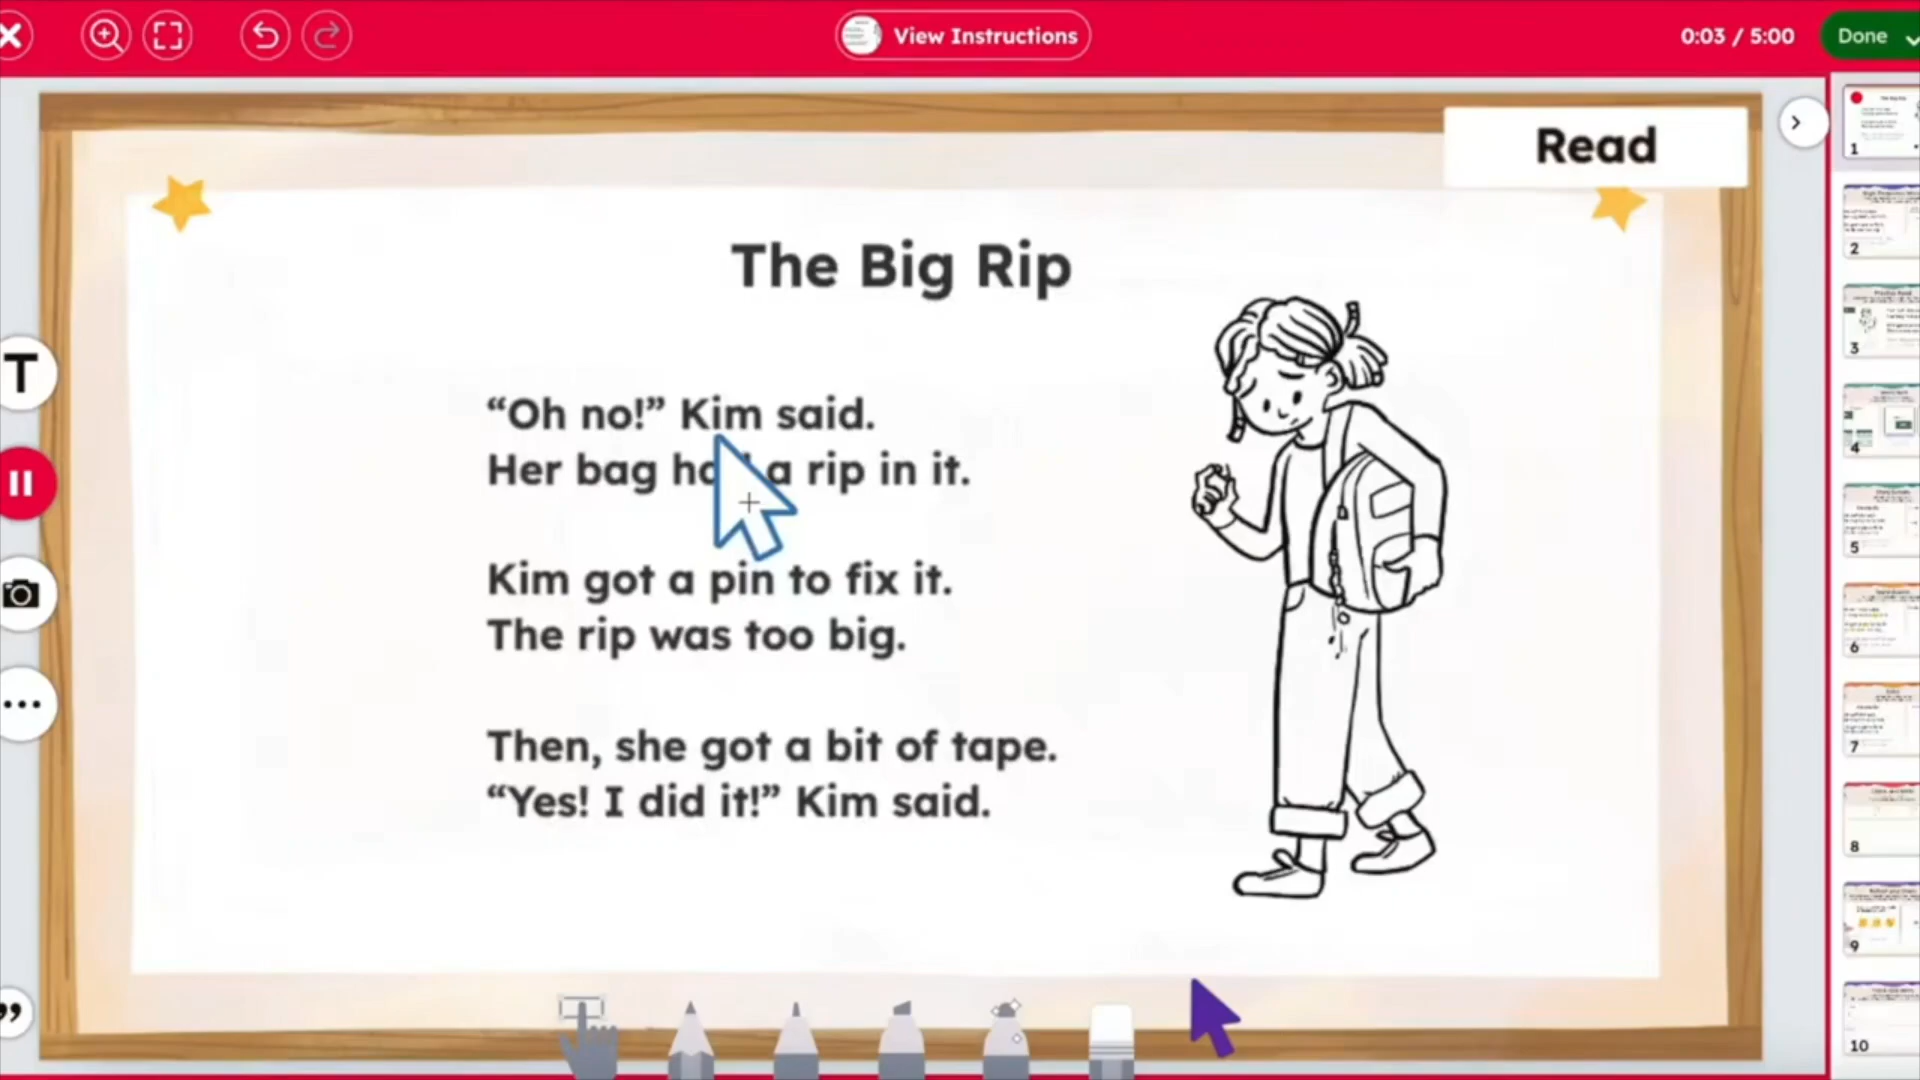 View Instructions
0:03 / 5:00
Done
Read
The Big Rip
“Oh no!” Kim said.
Her bag had a rip in it.
Kim got a pin to fix it.
The rip was too big.
Then, she got a bit of tape.
“Yes! I did it!” Kim said.
T
1
2
3
4
5
6
7
8
9
10